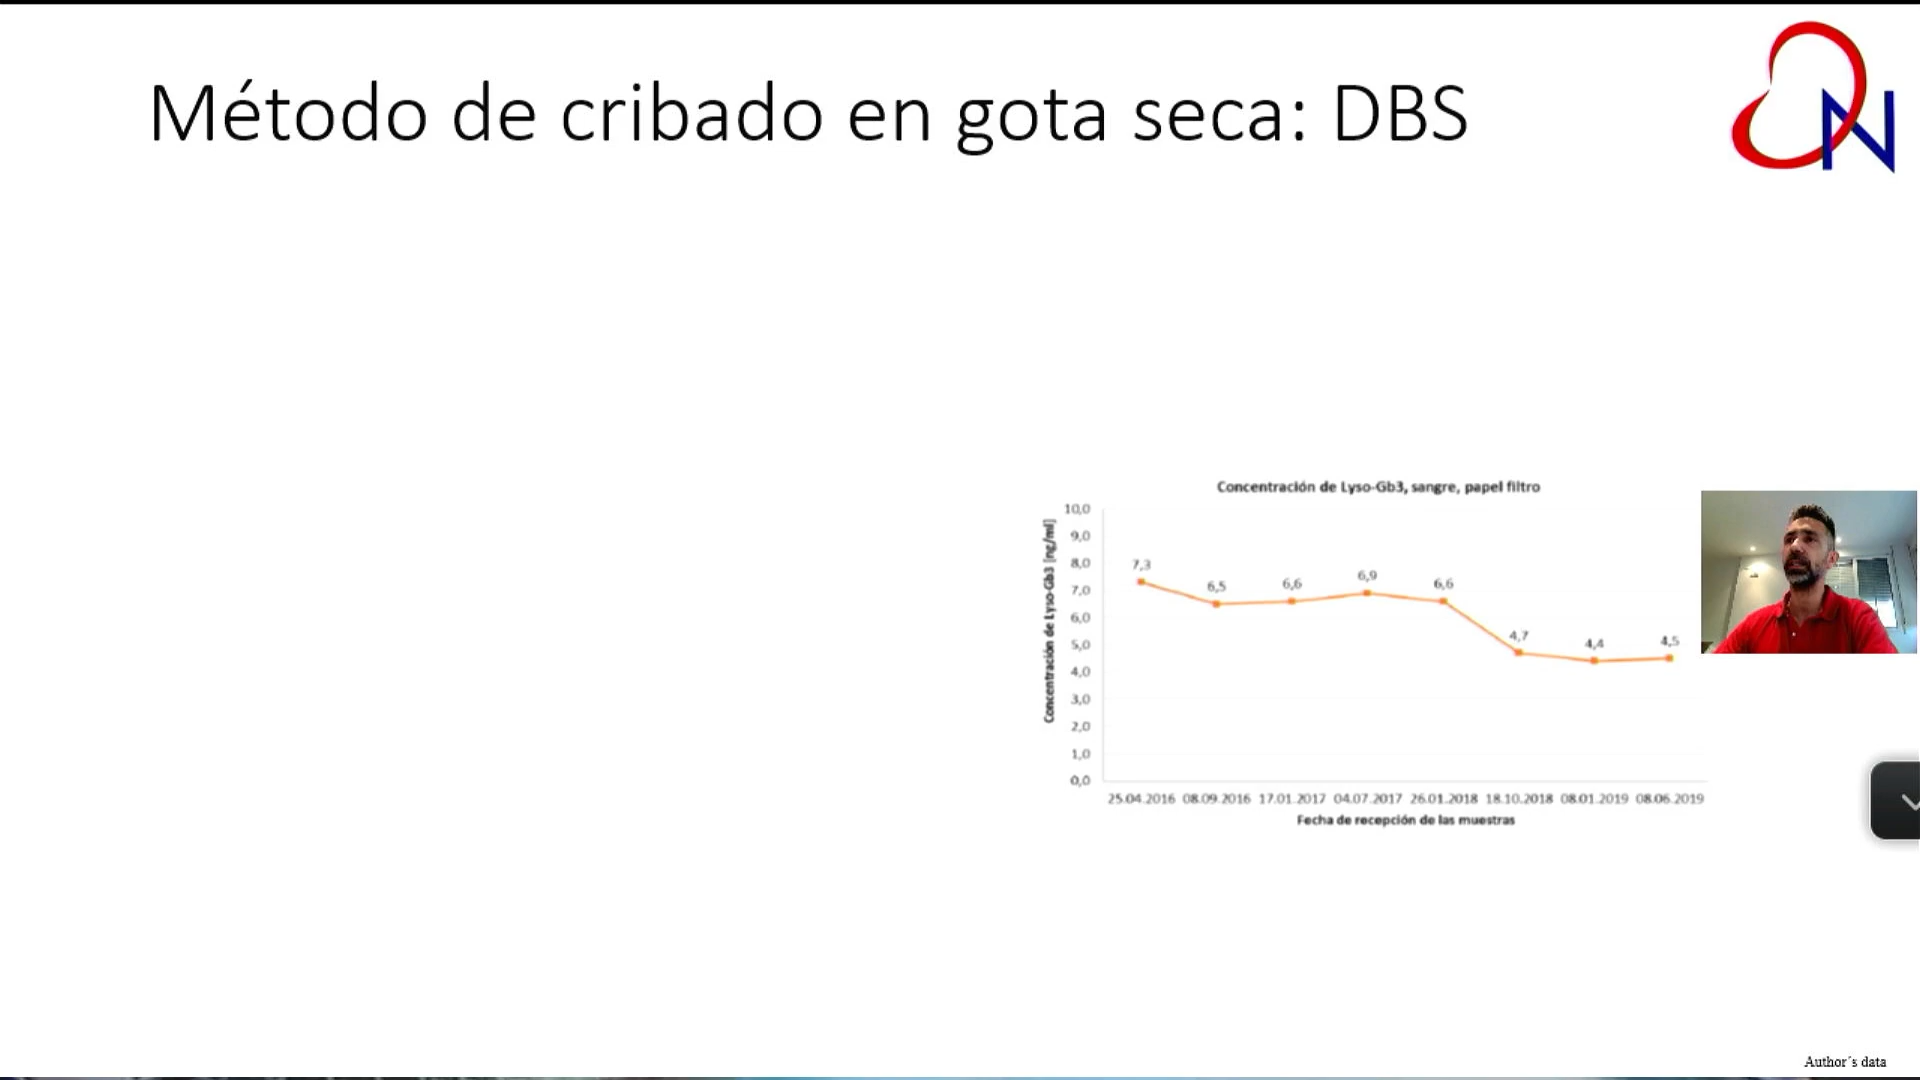 Método de cribado en gota seca: DBS
N
Concentración de Lyso-Gb3, sangre, papel filtro
Concentración de Lyso-Gb3 [ng/ml]
10,0
9,0
8,0
7,0
6,0
5,0
4,0
3,0
2,0
1,0
0,0
7,3
6,5
6,6
6,9
6,6
4,7
4,4
4,5
25.04.2016 08.09.2016 17.01.2017 04.07.2017 26.01.2018 18.10.2018 08.01.2019 08.06.2019
Fecha de recepción de las muestras
Author´s data